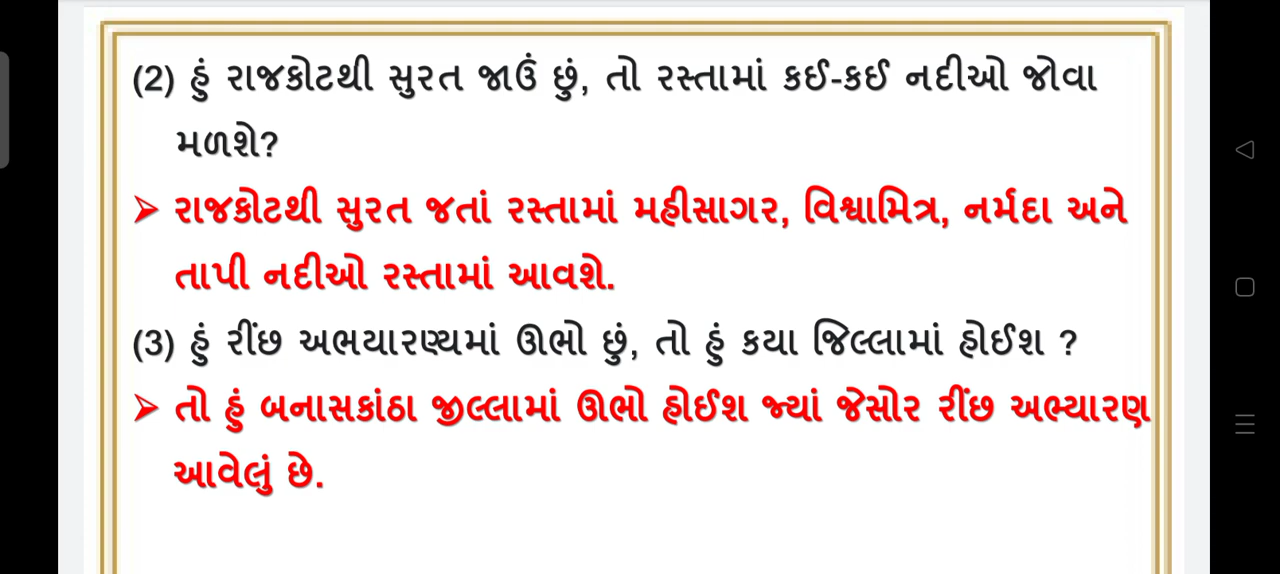 (2) હું રાજકોટથી સુરત જાઉં છું, તો રસ્તામાં કઈ-કઈ નદીઓ જોવા
મળશે?
➢ રાજકોટથી સુરત જતાં રસ્તામાં મહીસાગર, વિશ્વામિત્ર, નર્મદા અને
તાપી નદીઓ રસ્તામાં આવશે.
(3) હું રીંછ અભયારણ્યમાં ઊભો છું, તો હું કયા જિલ્લામાં હોઈશ ?
➢ તો હું બનાસકાંઠા જીલ્લામાં ઊભો હોઈશ જ્યાં જેસોર રીંછ અભ્યારણ
આવેલું છે.